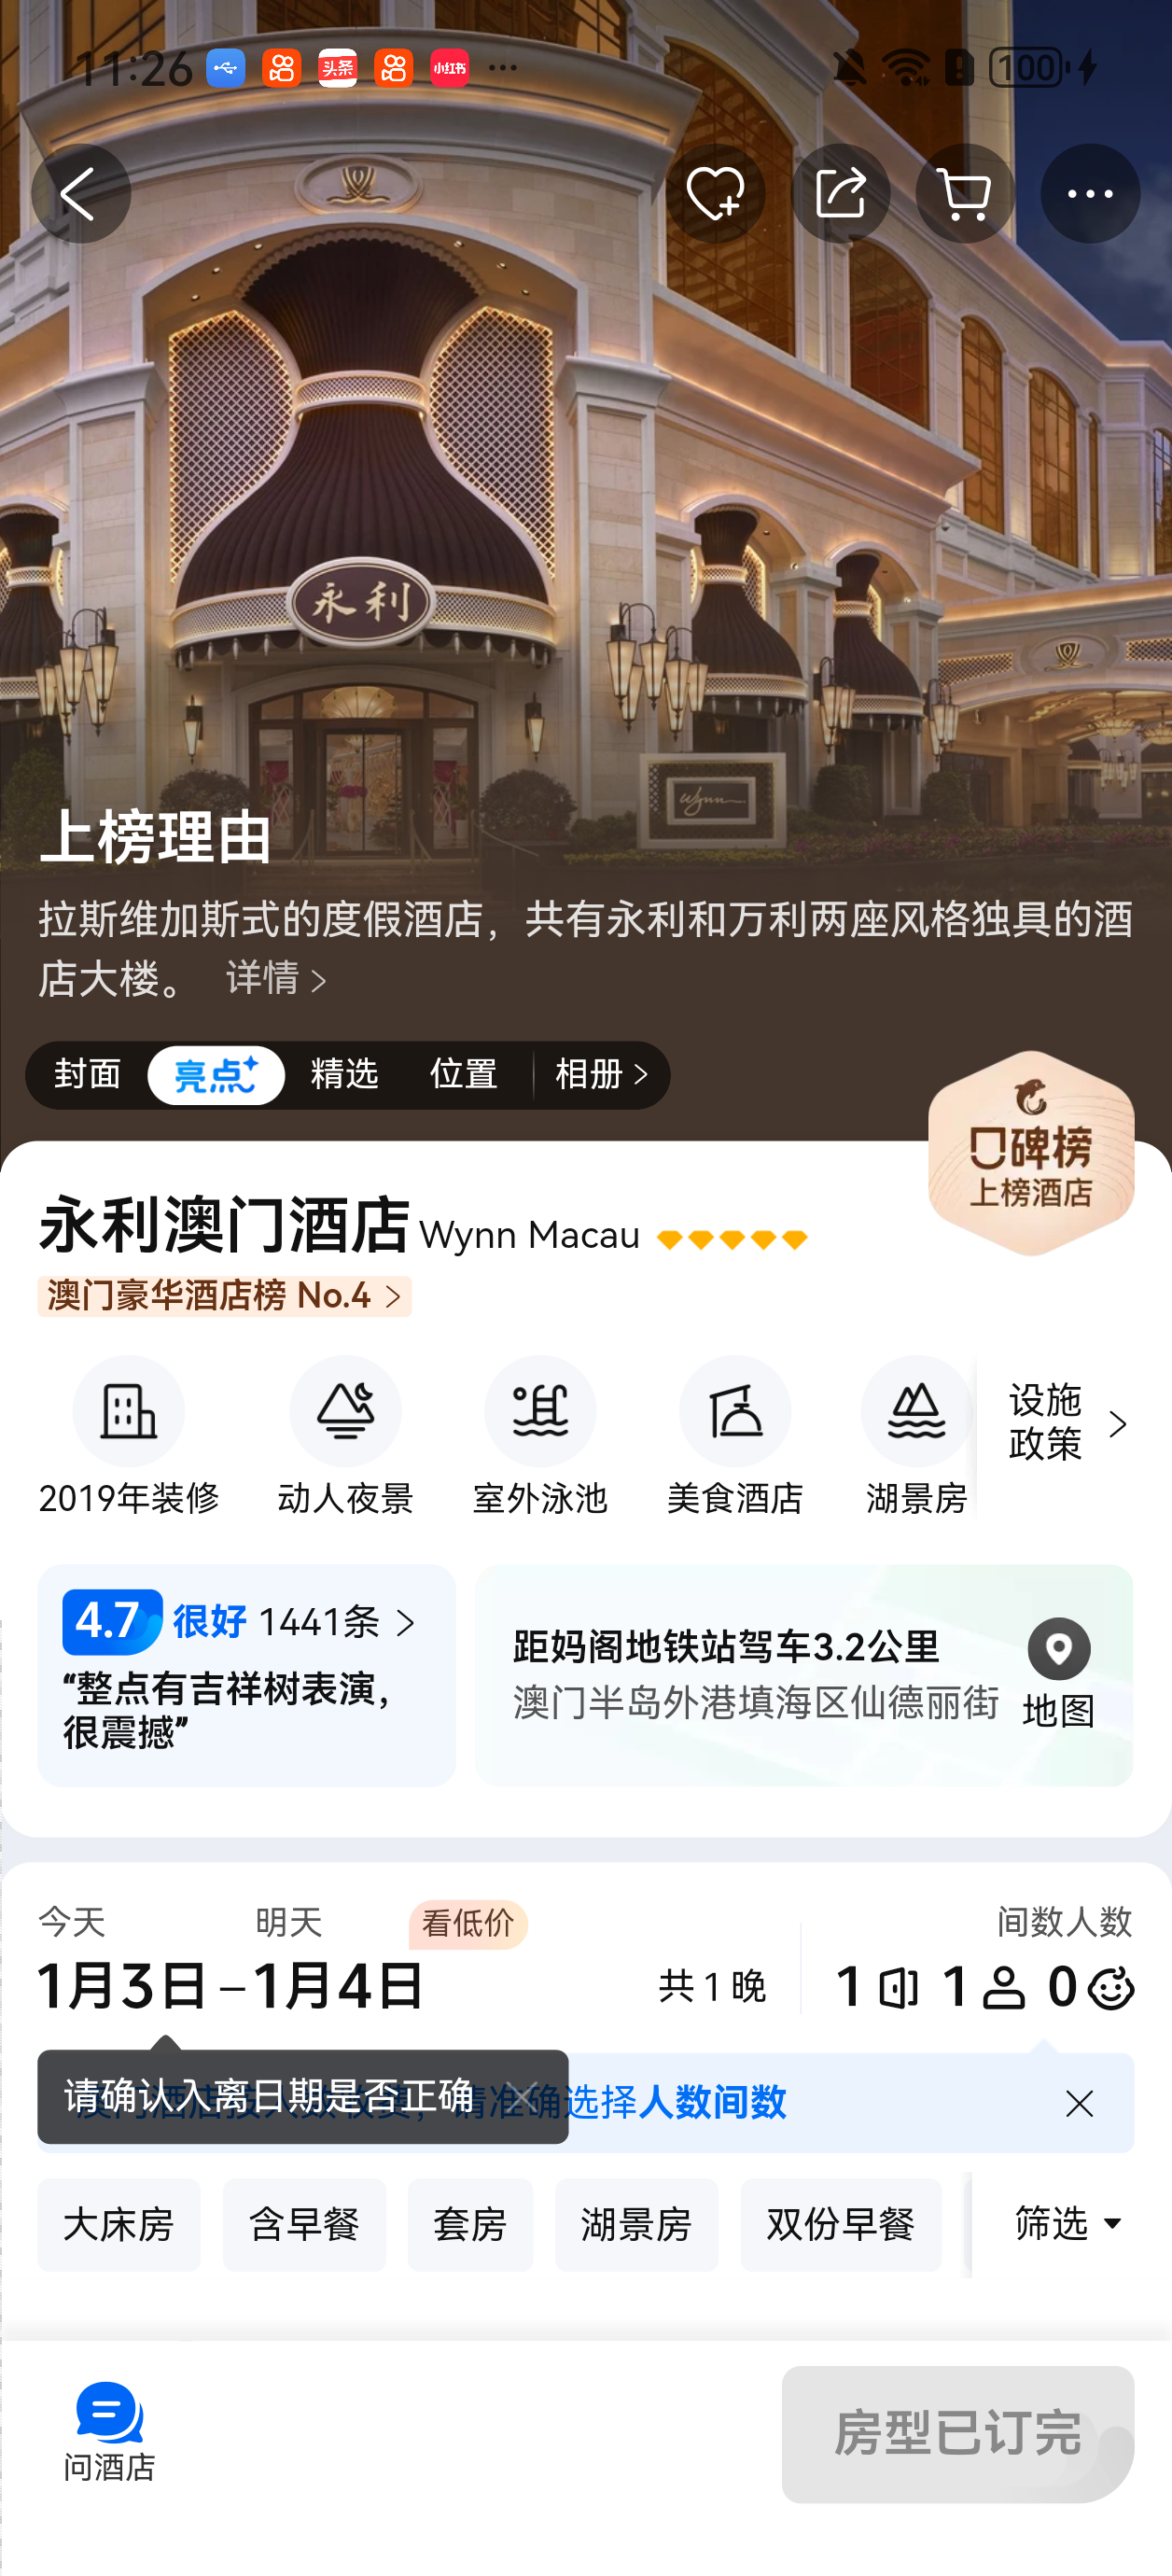 11:26
头条
小红书
100
永利
Wynn
上榜理由
拉斯维加斯式的度假酒店，共有永利和万利两座风格独具的酒
店大楼。 详情 >
封面 亮点 精选 位置 相册 >
口碑榜
上榜酒店
永利澳门酒店 Wynn Macau
澳门豪华酒店榜 No.4 >
2019年装修 动人夜景 室外泳池 美食酒店 湖景房
设施
政策
4.7 很好 1441条 >
“整点有吉祥树表演，
很震撼”
距妈阁地铁站驾车3.2公里
澳门半岛外港填海区仙德丽街
地图
今天 明天 看低价 间数人数
1月3日 – 1月4日 共1晚 1 1 0
请确认入离日期是否正确
澳门酒店按人数收费，请准确选择人数间数
大床房 含早餐 套房 湖景房 双份早餐 筛选
问酒店
房型已订完